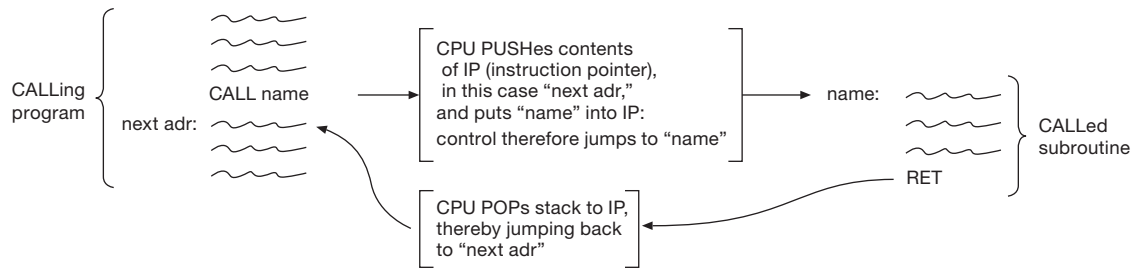 CALLing
program
CALL name
next adr:
CPU PUSHes contents
of IP (instruction pointer),
in this case “next adr,”
and puts “name” into IP:
control therefore jumps to “name”
name:
RET
CALLed
subroutine
CPU POPs stack to IP,
thereby jumping back
to “next adr”